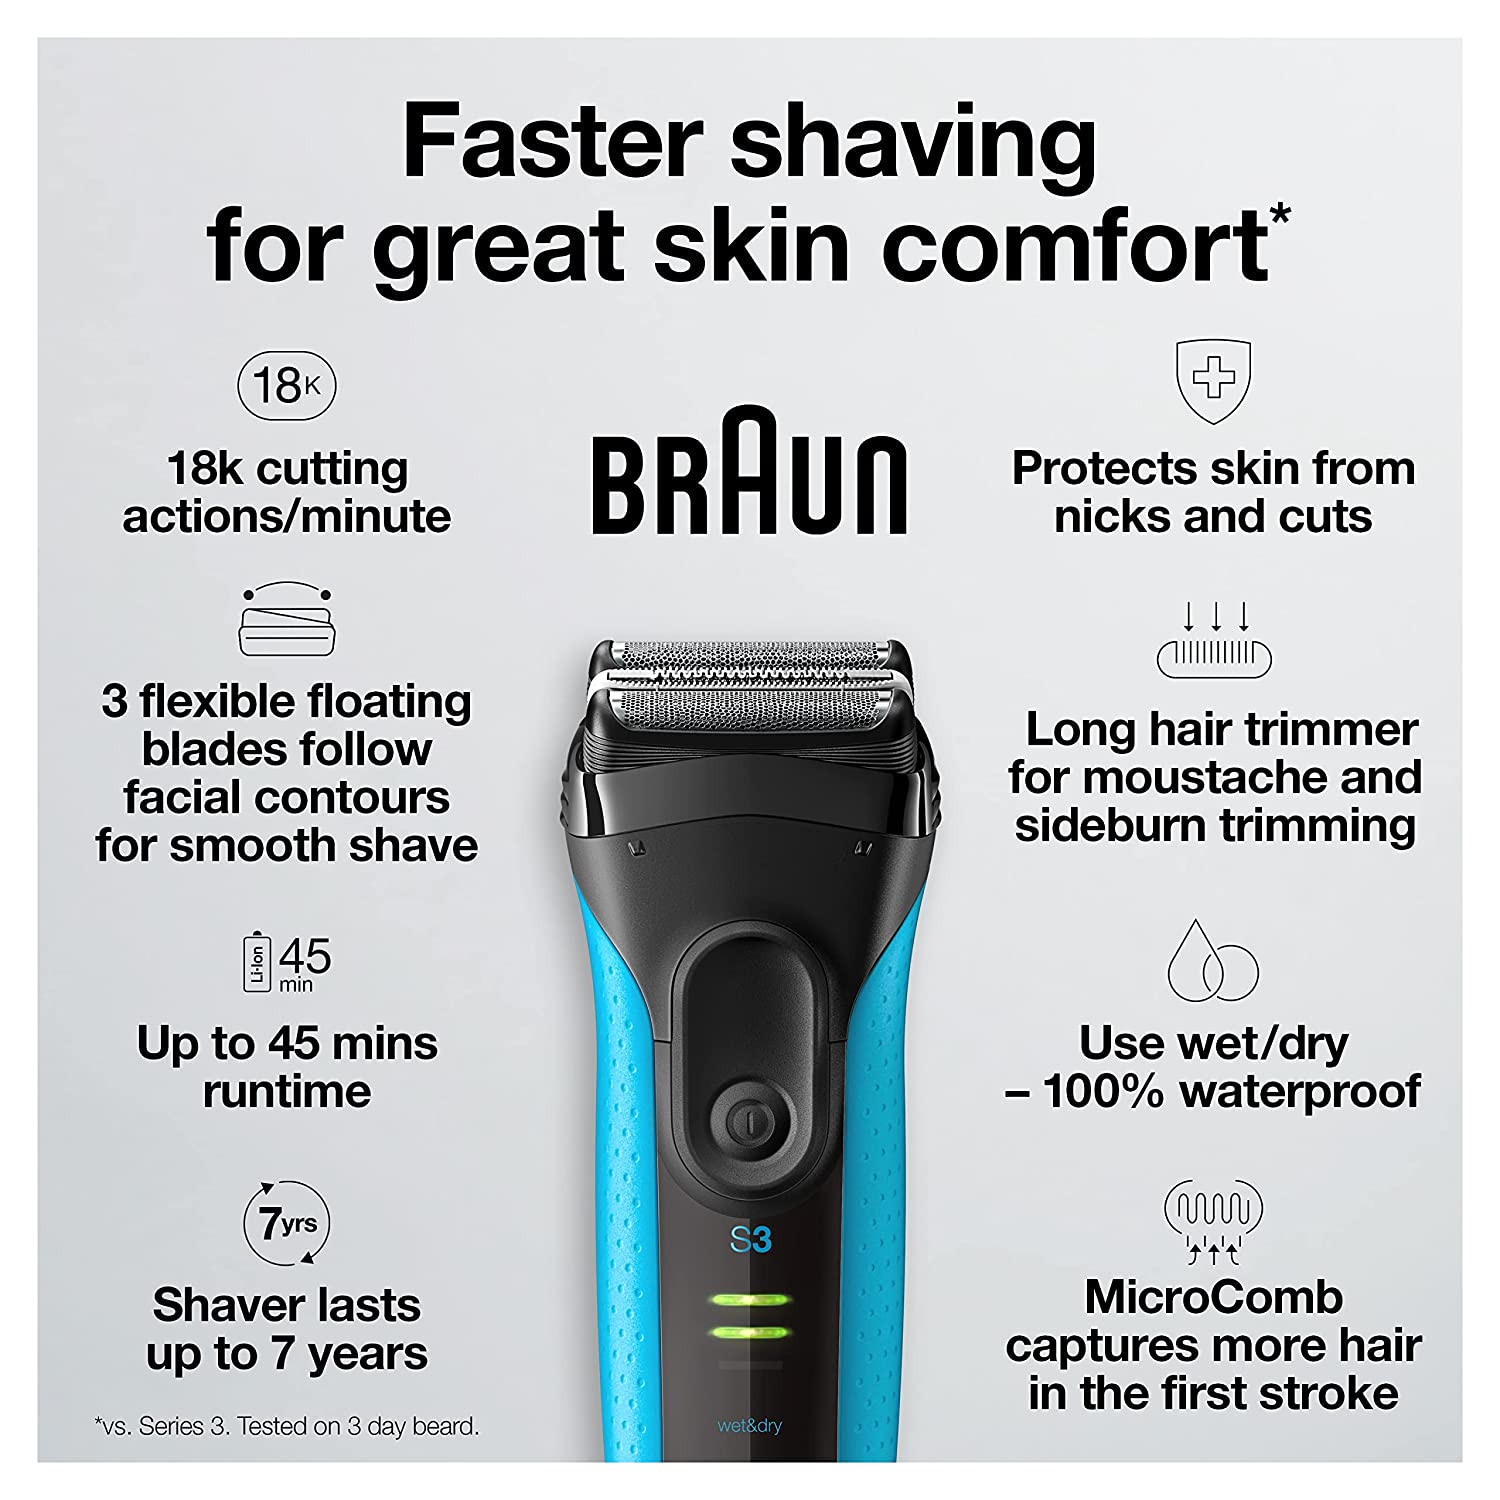 Faster shaving
for great skin comfort*
18K
18k cutting
actions/minute
3 flexible floating
blades follow
facial contours
for smooth shave
Li-Ion
45
min
Up to 45 mins
runtime
7yrs
Shaver lasts
up to 7 years
*vs. Series 3. Tested on 3 day beard.
BRAUN
S3
wet&dry
Protects skin from
nicks and cuts
Long hair trimmer
for moustache and
sideburn trimming
Use wet/dry
– 100% waterproof
MicroComb
captures more hair
in the first stroke